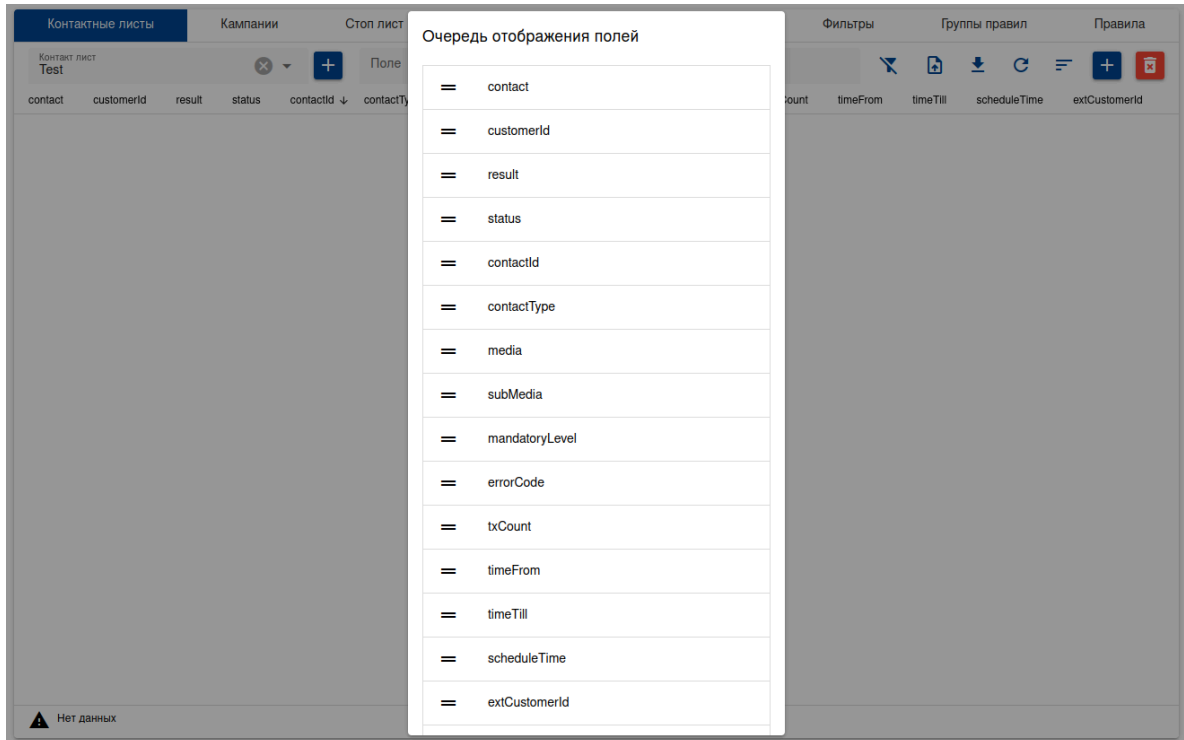 Контактные листы Кампании Стоп лист Фильтры Группы правил Правила
Контакт лист
Test
Поле
contact customerId result status contactId contactTy ount timeFrom timeTill scheduleTime extCustomerId
Очередь отображения полей
contact
customerId
result
status
contactId
contactType
media
subMedia
mandatoryLevel
errorCode
txCount
timeFrom
timeTill
scheduleTime
extCustomerId
Нет данных